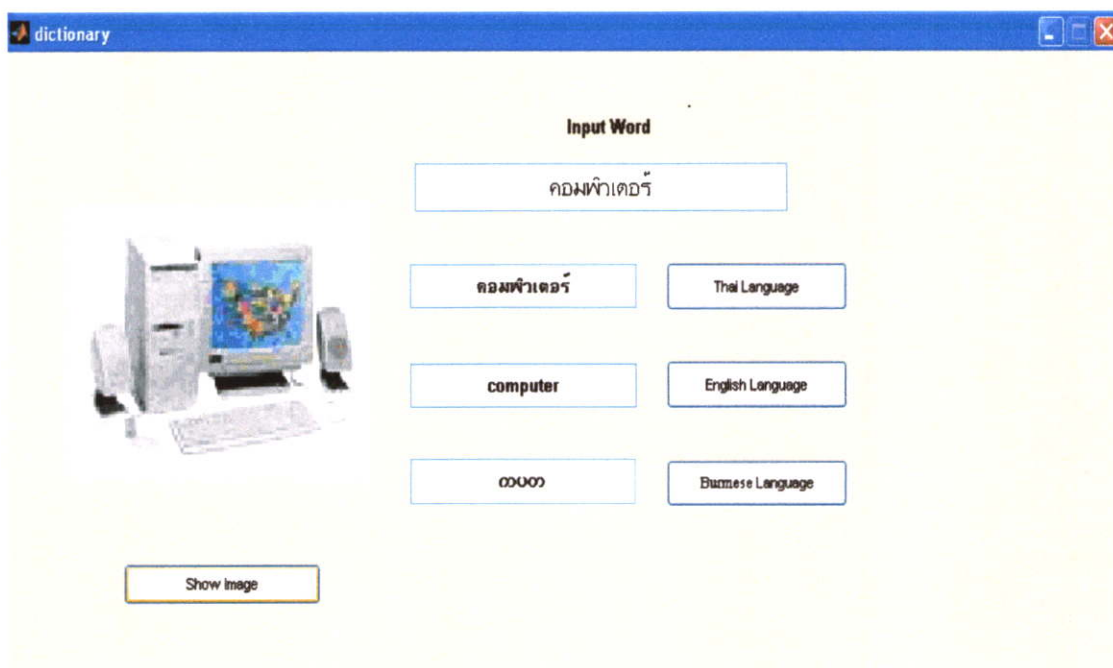 dictionary
Input Word
คอมพิวเตอร์
คอมพิวเตอร์
Thai Language
computer
English Language
Burmese Language
Show Image